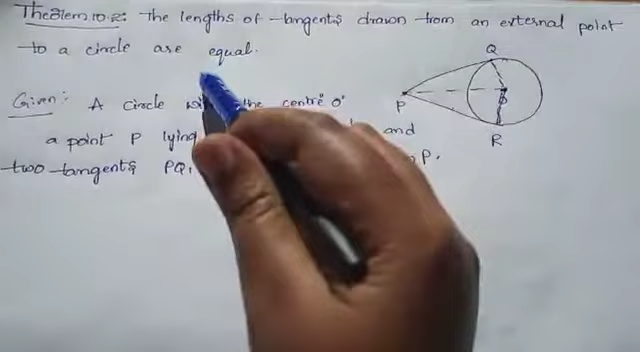 Theorem 10.2: The lengths of tangents drawn from an external point
to a circle are equal.
Q
Given: A Circle the centre 'O'
P
a point P lying and
R
two tangents PQ, P.